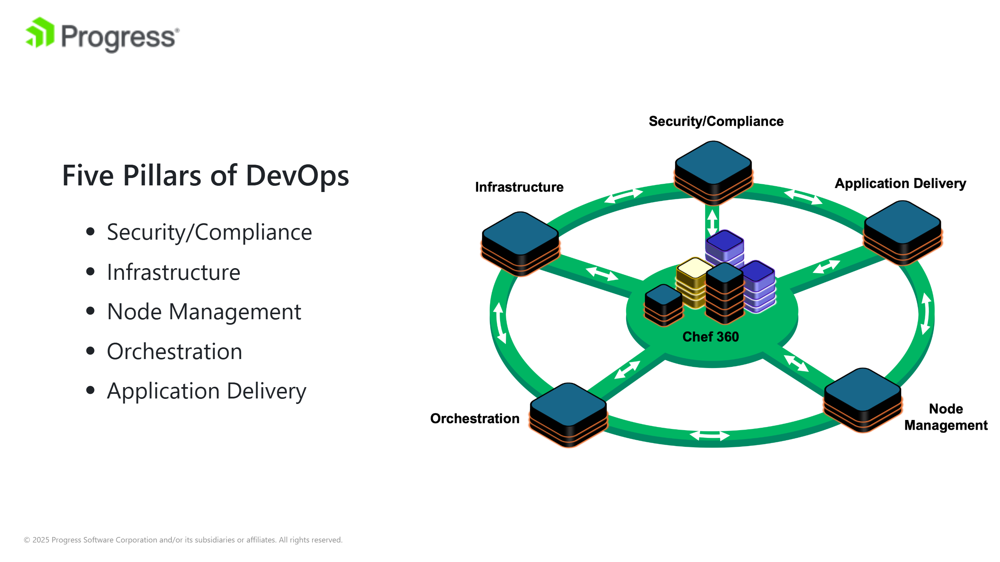 Progress®
Five Pillars of DevOps
• Security/Compliance
• Infrastructure
• Node Management
• Orchestration
• Application Delivery
Security/Compliance
Infrastructure
Application Delivery
Chef 360
Orchestration
Node
Management
© 2025 Progress Software Corporation and/or its subsidiaries or affiliates. All rights reserved.